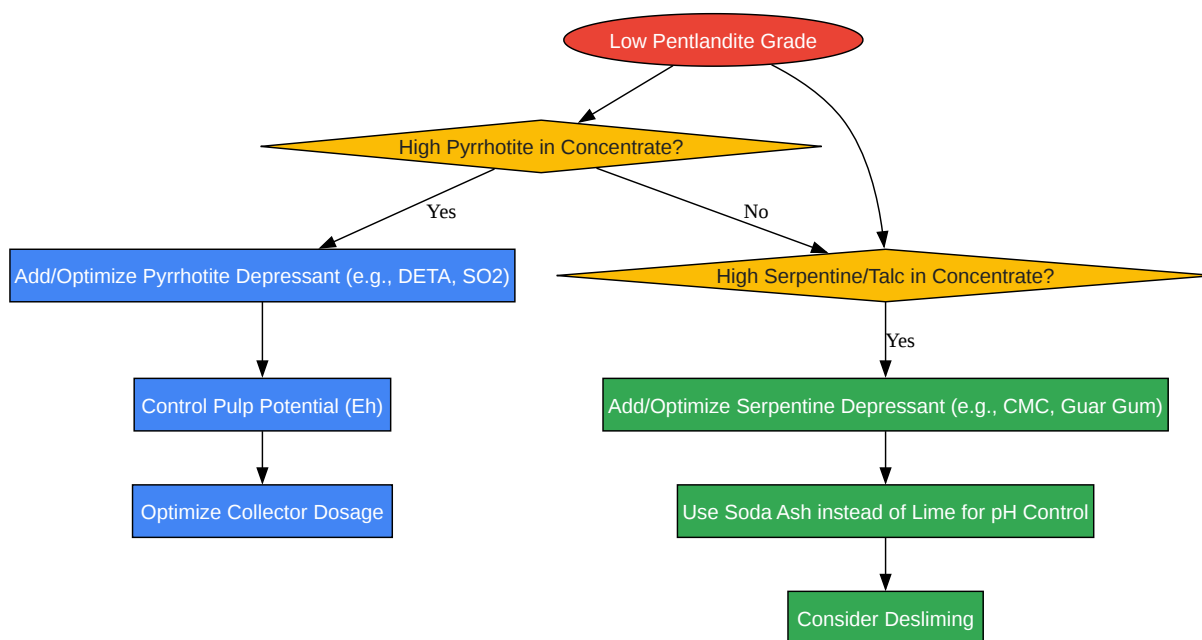 Low Pentlandite Grade
High Pyrrhotite in Concentrate?
Yes
No
Add/Optimize Pyrrhotite Depressant (e.g., DETA, SO2)
High Serpentine/Talc in Concentrate?
Yes
Control Pulp Potential (Eh)
Add/Optimize Serpentine Depressant (e.g., CMC, Guar Gum)
Optimize Collector Dosage
Use Soda Ash instead of Lime for pH Control
Consider Desliming